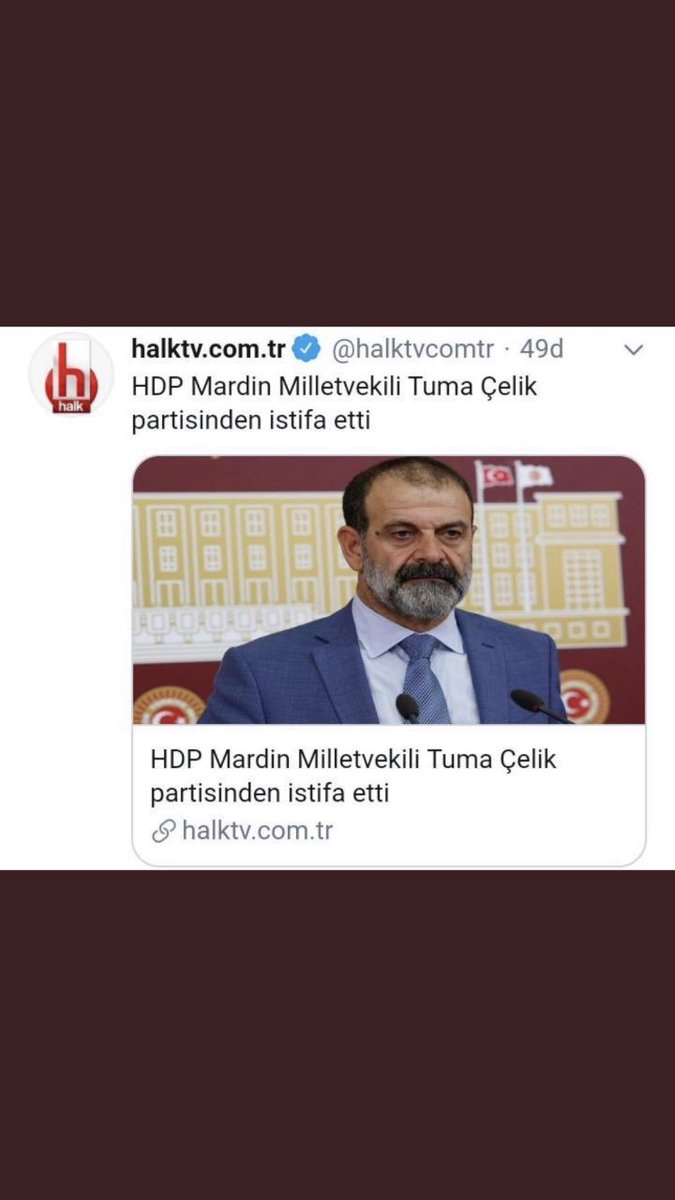 halktv.com.tr @halktvcomtr · 49d
HDP Mardin Milletvekili Tuma Çelik
partisinden istifa etti
h
halk
HDP Mardin Milletvekili Tuma Çelik
partisinden istifa etti
halktv.com.tr